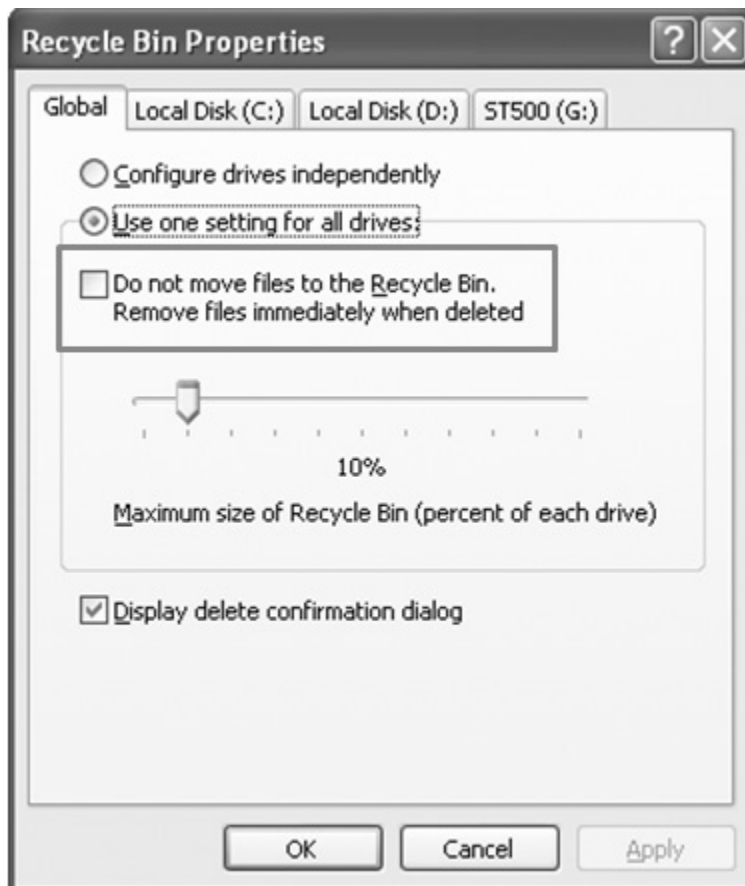 Recycle Bin Properties
Global Local Disk (C:) Local Disk (D:) ST500 (G:)
Configure drives independently
Use one setting for all drives:
Do not move files to the Recycle Bin.
Remove files immediately when deleted
10%
Maximum size of Recycle Bin (percent of each drive)
Display delete confirmation dialog
OK Cancel Apply